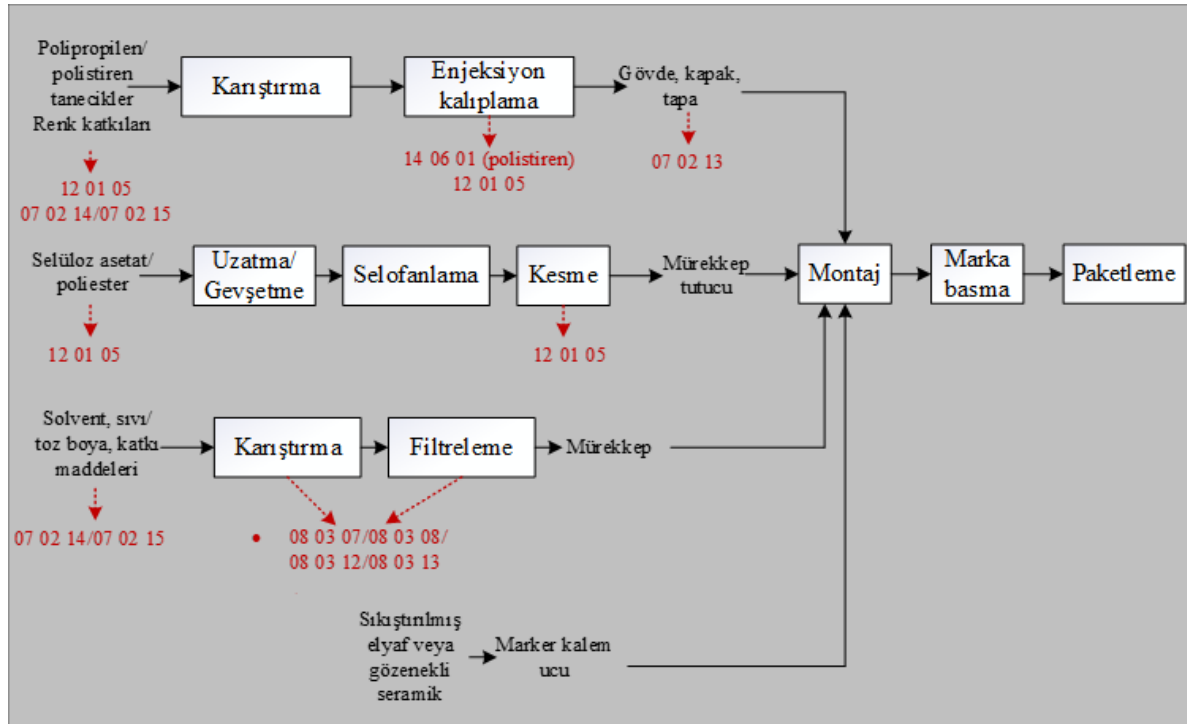 Polipropilen/
polistiren
tanecikler
Renk katkıları
Karıştırma
Enjeksiyon
kalıplama
Gövde, kapak,
tapa
12 01 05
07 02 14/07 02 15
14 06 01 (polistiren)
12 01 05
07 02 13
Selüloz asetat/
poliester
Uzatma/
Gevşetme
Selofanlama
Kesme
Mürekkep
tutucu
Montaj
Marka
basma
Paketleme
12 01 05
12 01 05
Solvent, sıvı/
toz boya, katkı
maddeleri
Karıştırma
Filtreleme
Mürekkep
07 02 14/07 02 15
• 08 03 07/08 03 08/
08 03 12/08 03 13
Sıkıştırılmış
elyaf veya
gözenekli
seramik
Marker kalem
ucu